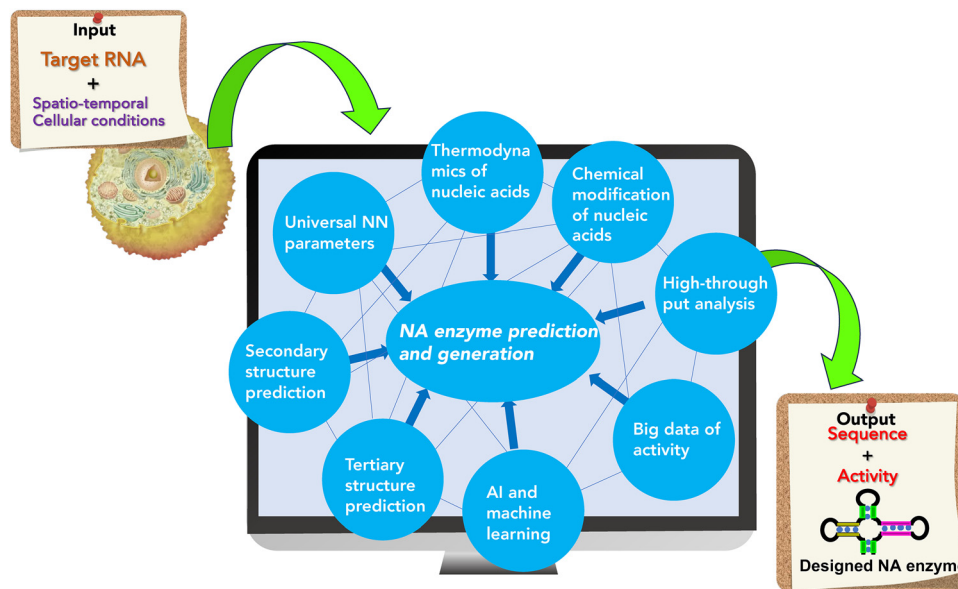 Input
Target RNA
+
Spatio-temporal
Cellular conditions
Thermodyna
mics of
nucleic acids
Chemical
modification
of nucleic
acids
Universal NN
parameters
High-through
put analysis
NA enzyme prediction
and generation
Secondary
structure
prediction
Big data of
activity
Tertiary
structure
prediction
AI and
machine
learning
Output
Sequence
+
Activity
Designed NA enzyme